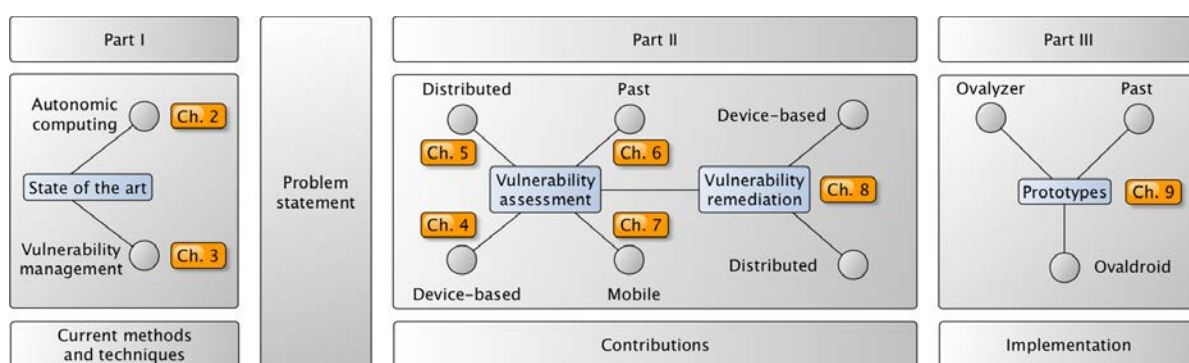 Part I
Autonomic
computing
Ch. 2
State of the art
Vulnerability
management
Ch. 3
Current methods
and techniques
Problem
statement
Part II
Distributed
Past
Device-based
Ch. 5
Ch. 6
Vulnerability
assessment
Vulnerability
remediation
Ch. 8
Ch. 4
Ch. 7
Distributed
Device-based
Mobile
Contributions
Part III
Ovalyzer
Past
Prototypes
Ch. 9
Ovaldroid
Implementation